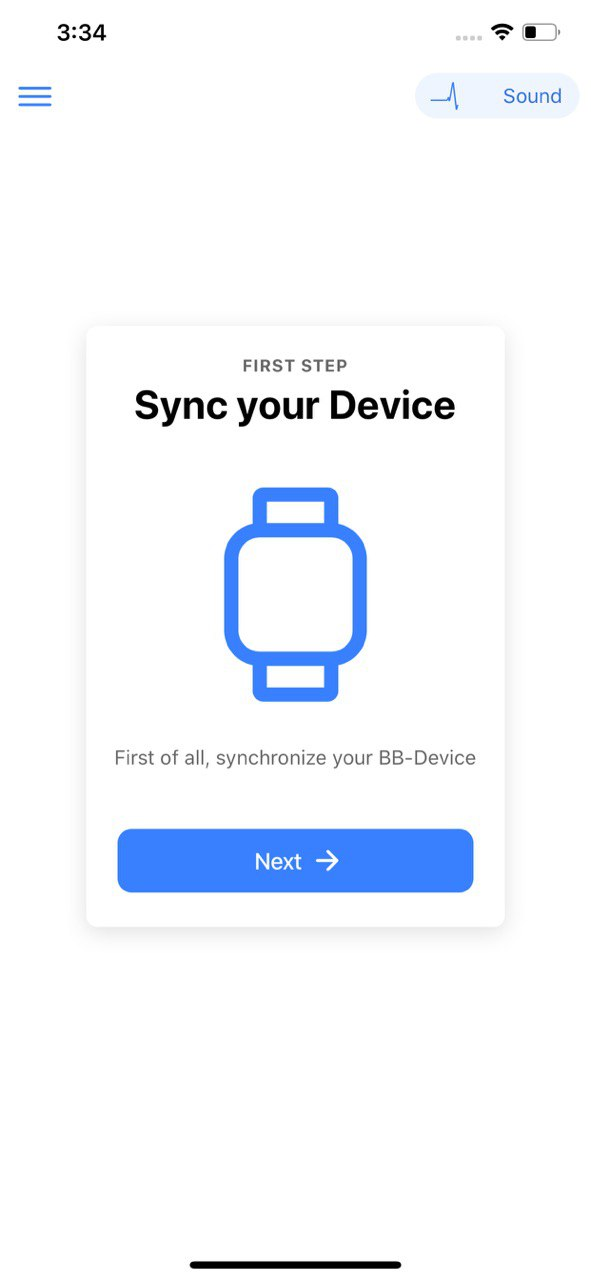 3:34
Sound
FIRST STEP
Sync your Device
First of all, synchronize your BB-Device
Next